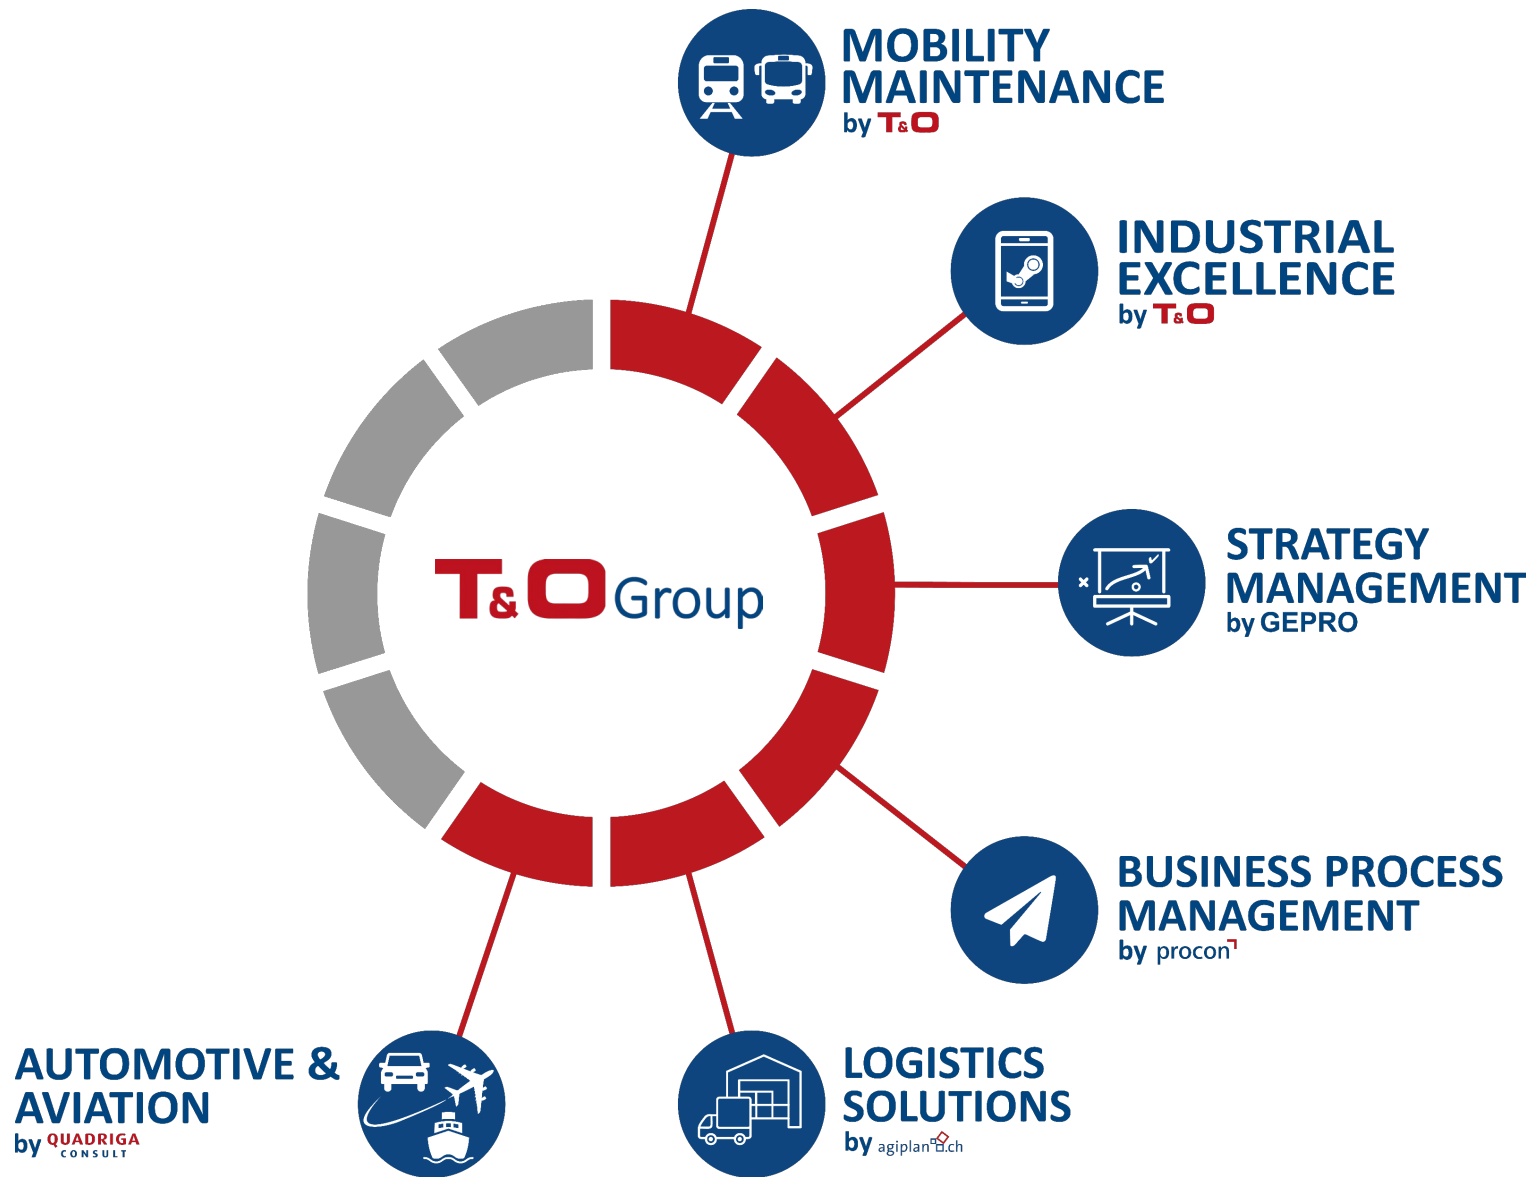 MOBILITY
MAINTENANCE
by T&O
INDUSTRIAL
EXCELLENCE
by T&O
STRATEGY
MANAGEMENT
by GEPRO
T&O Group
BUSINESS PROCESS
MANAGEMENT
by procon
LOGISTICS
SOLUTIONS
by agiplan.ch
AUTOMOTIVE &
AVIATION
by QUADRIGA
CONSULT